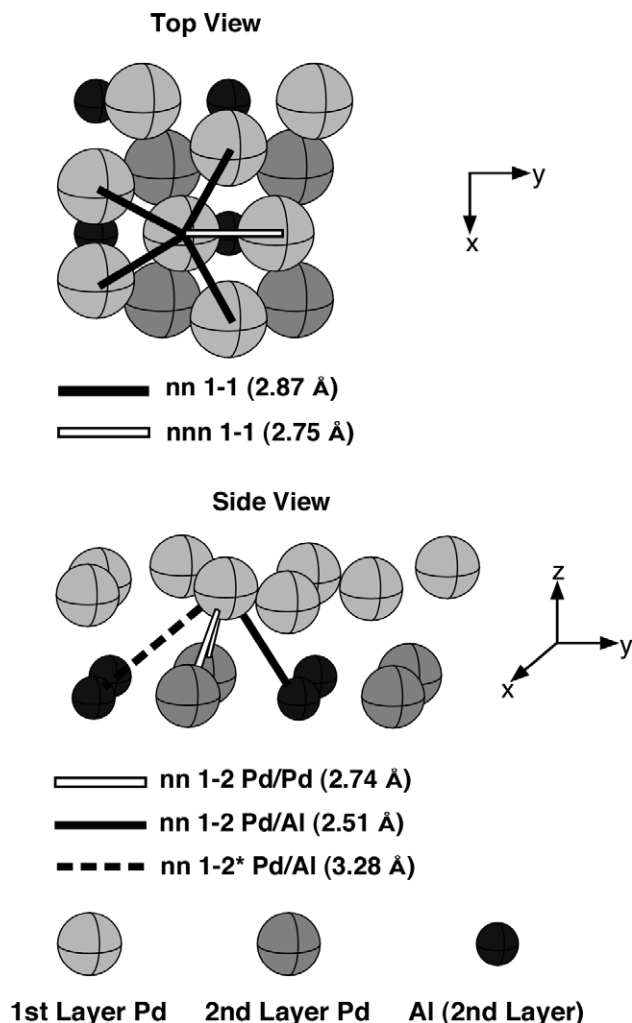 Top View
y
x
nn 1-1 (2.87 Å)
nnn 1-1 (2.75 Å)
Side View
z
y
x
nn 1-2 Pd/Pd (2.74 Å)
nn 1-2 Pd/Al (2.51 Å)
nn 1-2* Pd/Al (3.28 Å)
1st Layer Pd 2nd Layer Pd Al (2nd Layer)